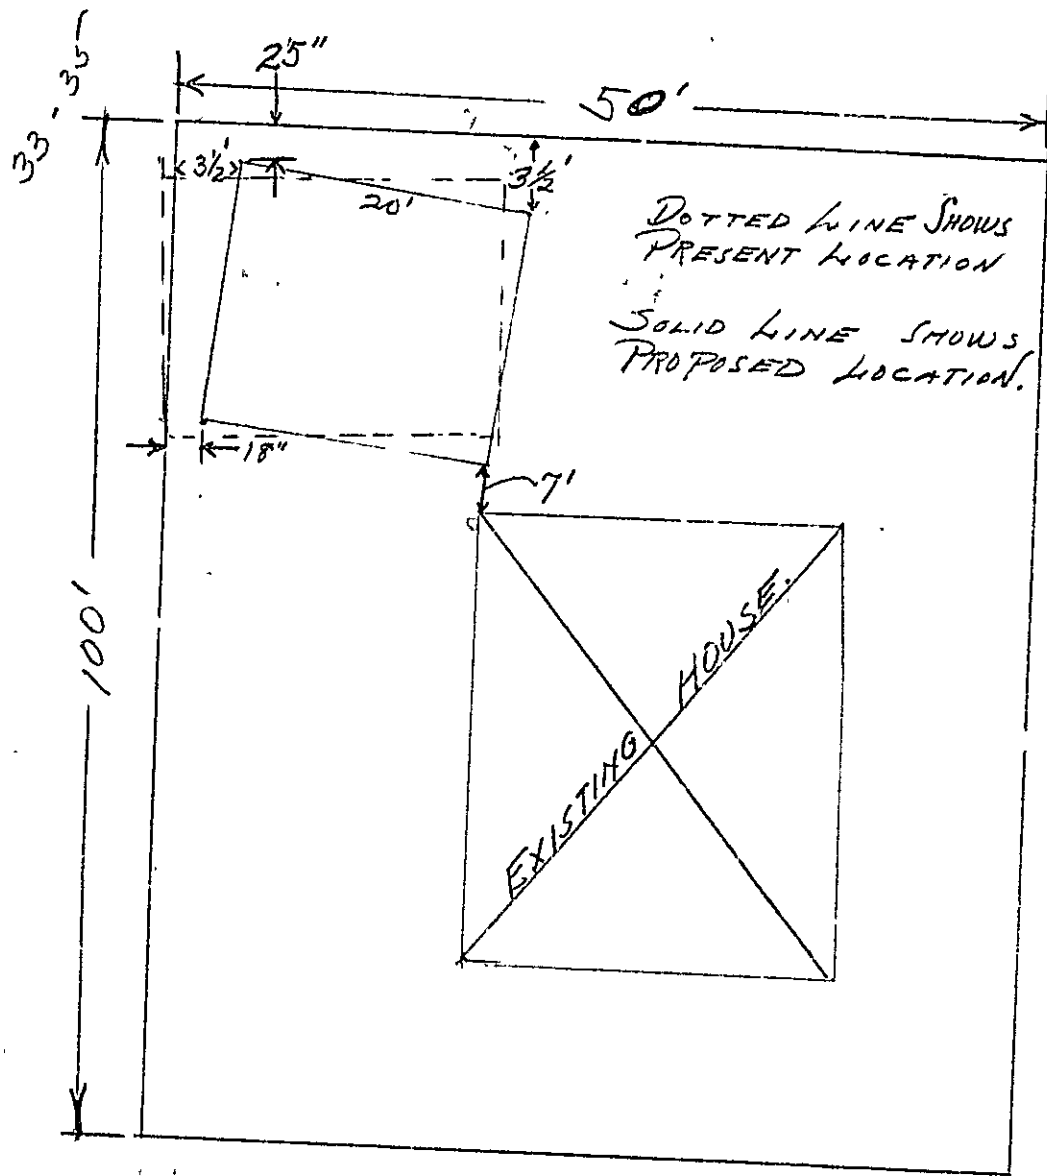 33' 35'
25"
50'
3½'
3½'
20'
DOTTED LINE SHOWS
PRESENT LOCATION
SOLID LINE SHOWS
PROPOSED LOCATION.
18"
7'
100'
EXISTING HOUSE.